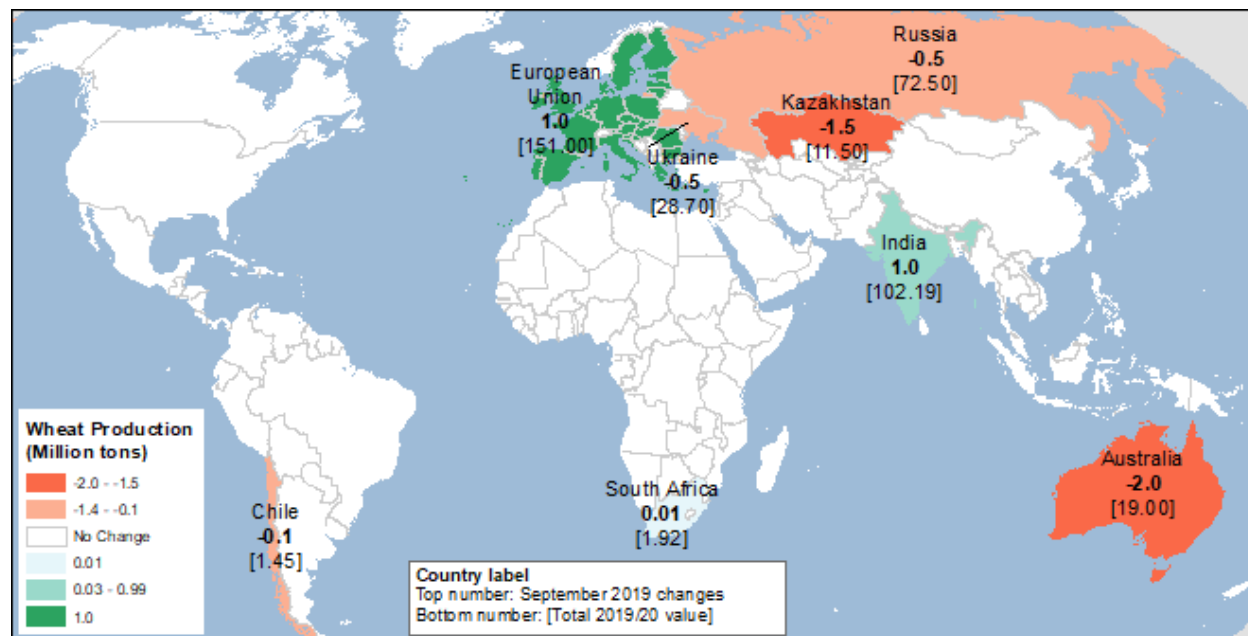 Russia
-0.5
[72.50]
European
Union
1.0
[151.00]
Kazakhstan
-1.5
[11.50]
Ukraine
-0.5
[28.70]
India
1.0
[102.19]
Wheat Production
(Million tons)
-2.0 - -1.5
-1.4 - -0.1
No Change
0.01
0.03 - 0.99
1.0
Chile
-0.1
[1.45]
South Africa
0.01
[1.92]
Australia
-2.0
[19.00]
Country label
Top number: September 2019 changes
Bottom number: [Total 2019/20 value]